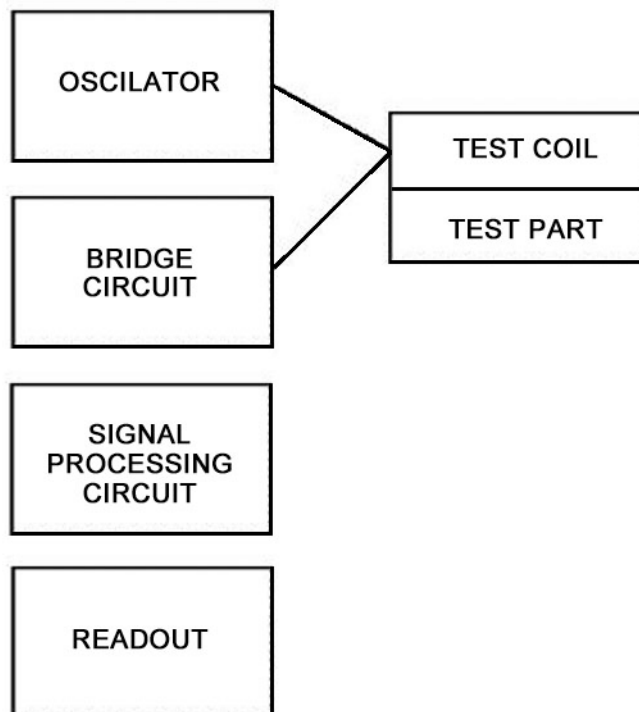 OSCILATOR
TEST COIL
TEST PART
BRIDGE
CIRCUIT
SIGNAL
PROCESSING
CIRCUIT
READOUT